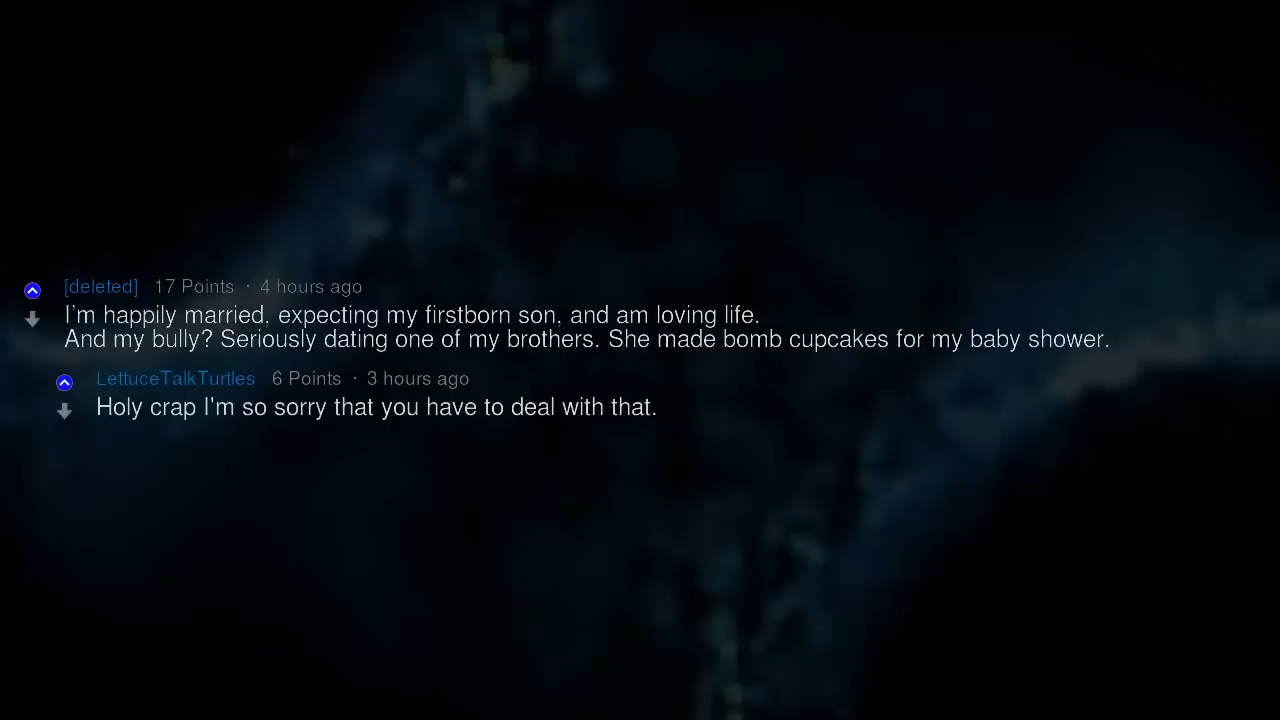 [deleted] 17 Points · 4 hours ago
I'm happily married, expecting my firstborn son, and am loving life.
And my bully? Seriously dating one of my brothers. She made bomb cupcakes for my baby shower.
LettuceTalkTurtles 6 Points · 3 hours ago
Holy crap I'm so sorry that you have to deal with that.